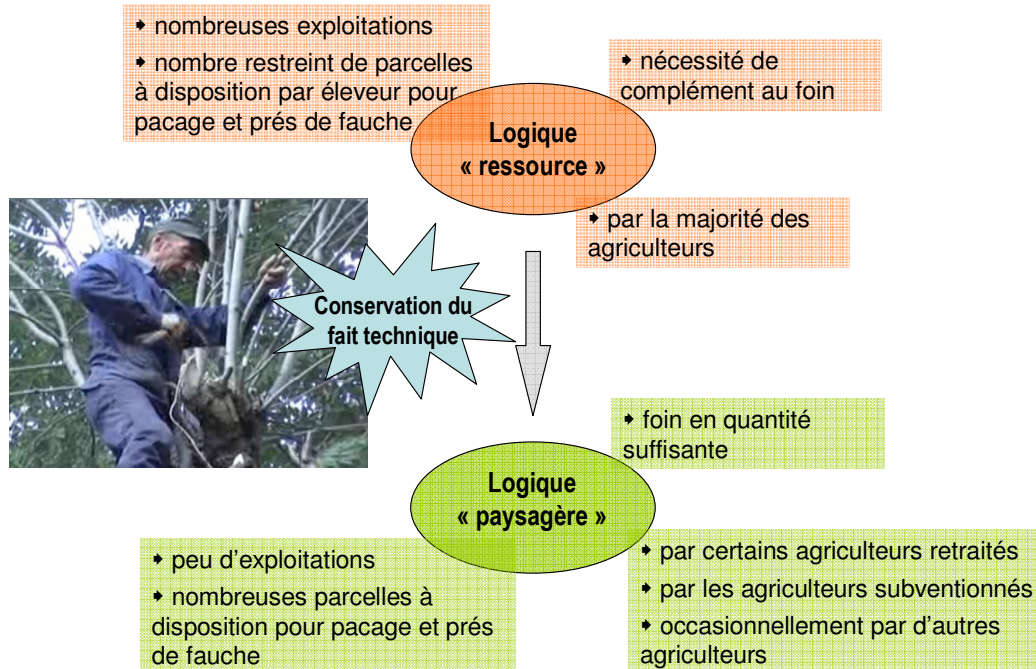 ➧ nombreuses exploitations
➧ nombre restreint de parcelles
à disposition par éleveur pour
pacage et prés de fauche
➧ nécessité de
complément au foin
Logique
« ressource »
➧ par la majorité des
agriculteurs
Conservation du
fait technique
➧ foin en quantité
suffisante
Logique
« paysagère »
➧ peu d’exploitations
➧ nombreuses parcelles à
disposition pour pacage et prés
de fauche
➧ par certains agriculteurs retraités
➧ par les agriculteurs subventionnés
➧ occasionnellement par d’autres
agriculteurs